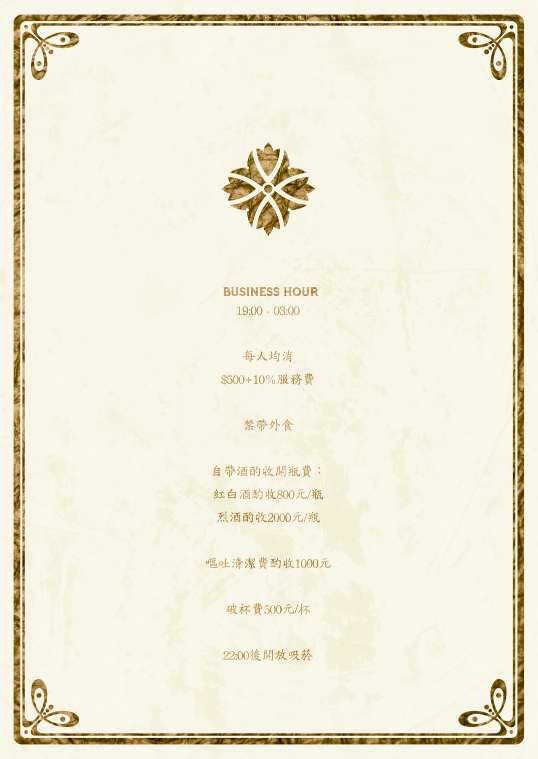 BUSINESS HOUR
19:00 - 03:00
每人均消
$500+10%服務費
禁帶外食
自帶酒酌收開瓶費：
紅白酒酌收800元/瓶
烈酒酌收2000元/瓶
嘔吐清潔費酌收1000元
破杯費500元/杯
22:00後開放吸菸